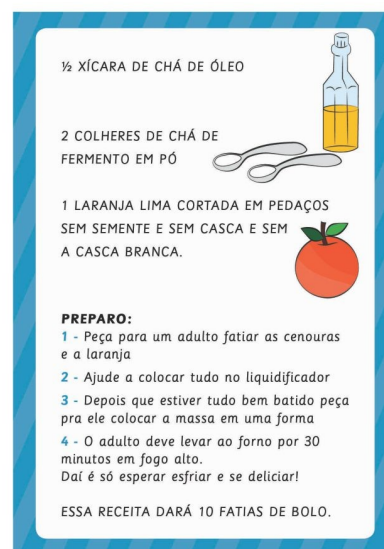 ½ XÍCARA DE CHÁ DE ÓLEO
2 COLHERES DE CHÁ DE
FERMENTO EM PÓ
1 LARANJA LIMA CORTADA EM PEDAÇOS
SEM SEMENTE E SEM CASCA E SEM
A CASCA BRANCA.
PREPARO:
1 - Peça para um adulto fatiar as cenouras
e a laranja
2 - Ajude a colocar tudo no liquidificador
3 - Depois que estiver tudo bem batido peça
pra ele colocar a massa em uma forma
4 - O adulto deve levar ao forno por 30
minutos em fogo alto.
Daí é só esperar esfriar e se deliciar!
ESSA RECEITA DARÁ 10 FATIAS DE BOLO.